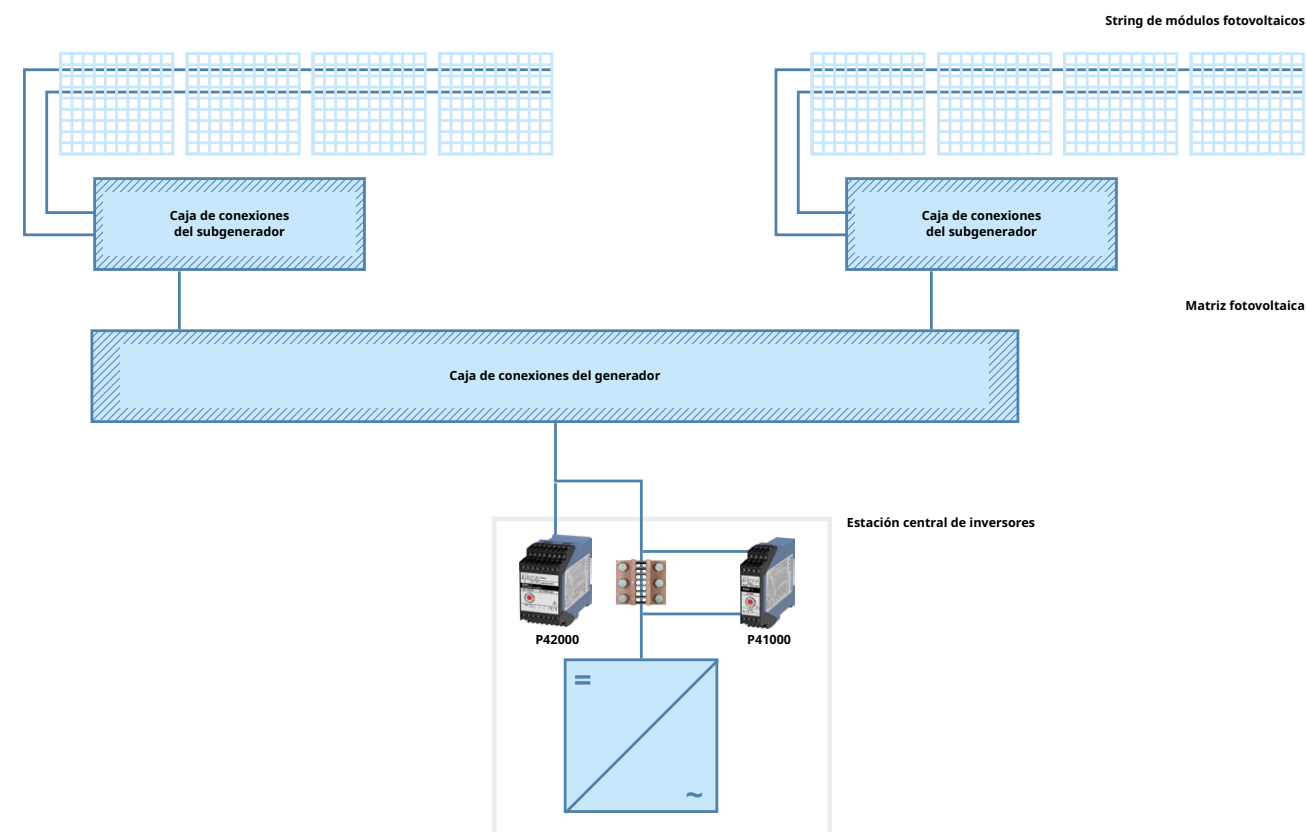 String de módulos fotovoltaicos
Caja de conexiones
del subgenerador
Caja de conexiones
del subgenerador
Matriz fotovoltaica
Caja de conexiones del generador
Estación central de inversores
P42000
P41000
=
~